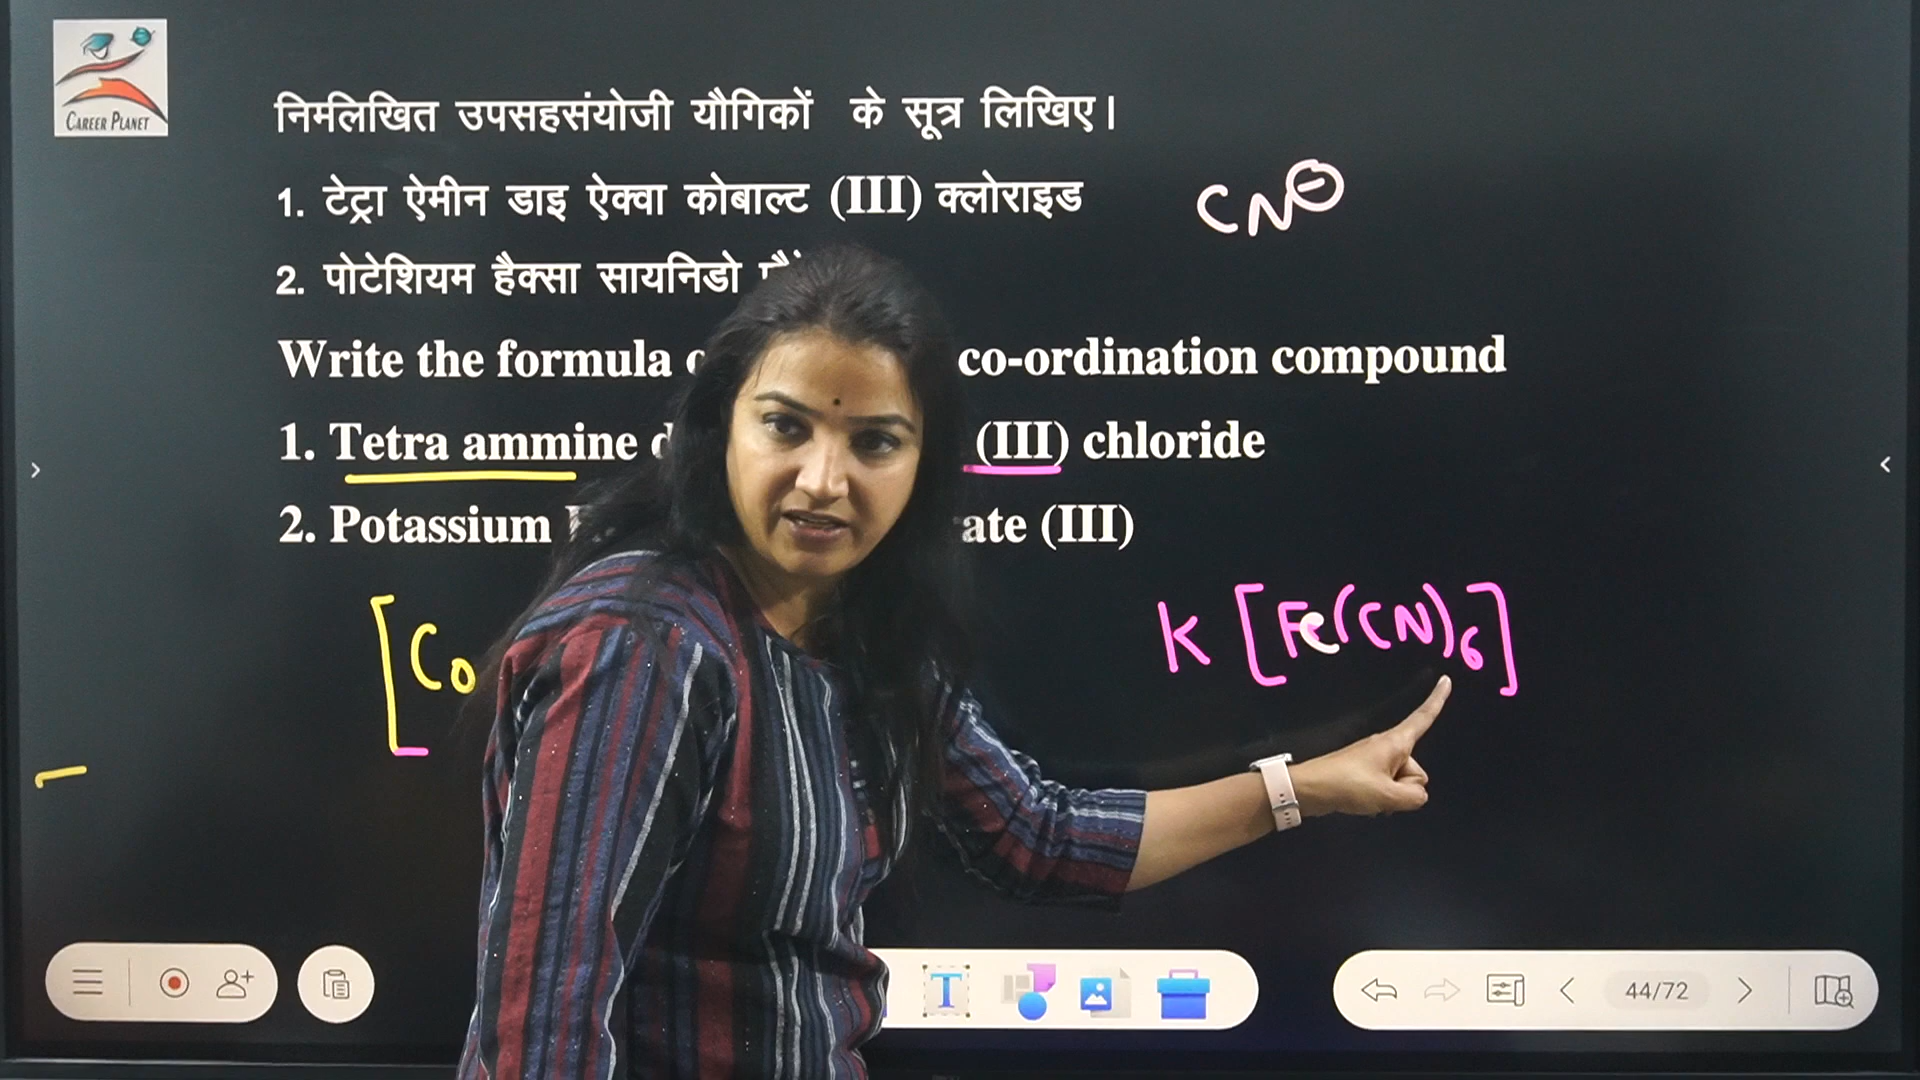 CAREER PLANET
निमलिखित उपसहसंयोजी यौगिकों के सूत्र लिखिए।
1. टेट्रा ऐमीन डाइ ऐक्वा कोबाल्ट (III) क्लोराइड
CN⊖
2. पोटेशियम हैक्सा सायनिडो
Write the formula co-ordination compound
1. Tetra ammine (III) chloride
2. Potassium ate (III)
[Co
K [Fe(CN)6]
T
44/72